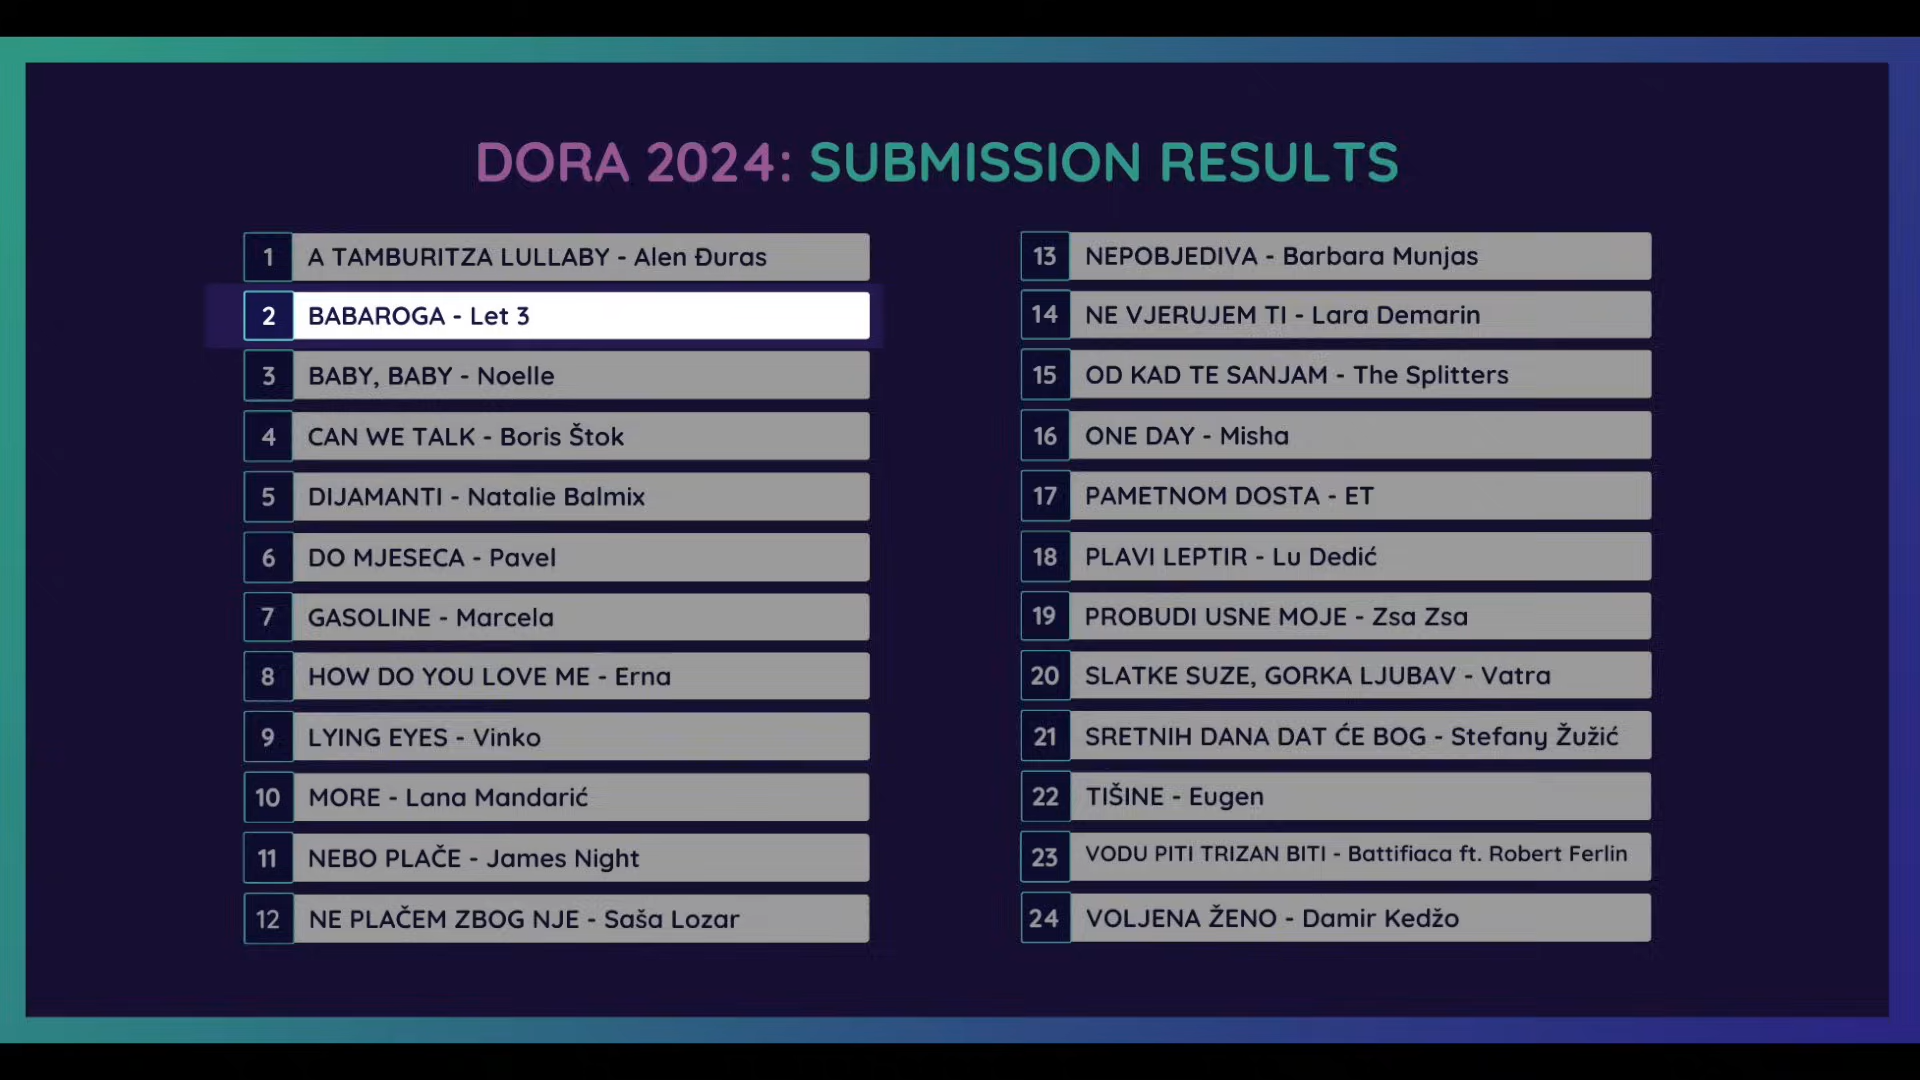 DORA 2024: SUBMISSION RESULTS
1 A TAMBURITZA LULLABY - Alen Đuras
2 BABAROGA - Let 3
3 BABY, BABY - Noelle
4 CAN WE TALK - Boris Štok
5 DIJAMANTI - Natalie Balmix
6 DO MJESECA - Pavel
7 GASOLINE - Marcela
8 HOW DO YOU LOVE ME - Erna
9 LYING EYES - Vinko
10 MORE - Lana Mandarić
11 NEBO PLAČE - James Night
12 NE PLAČEM ZBOG NJE - Saša Lozar
13 NEPOBJEDIVA - Barbara Munjas
14 NE VJERUJEM TI - Lara Demarin
15 OD KAD TE SANJAM - The Splitters
16 ONE DAY - Misha
17 PAMETNOM DOSTA - ET
18 PLAVI LEPTIR - Lu Dedić
19 PROBUDI USNE MOJE - Zsa Zsa
20 SLATKE SUZE, GORKA LJUBAV - Vatra
21 SRETNIH DANA DAT ĆE BOG - Stefany Žužić
22 TIŠINE - Eugen
23 VODU PITI TRIZAN BITI - Battifiaca ft. Robert Ferlin
24 VOLJENA ŽENO - Damir Kedžo